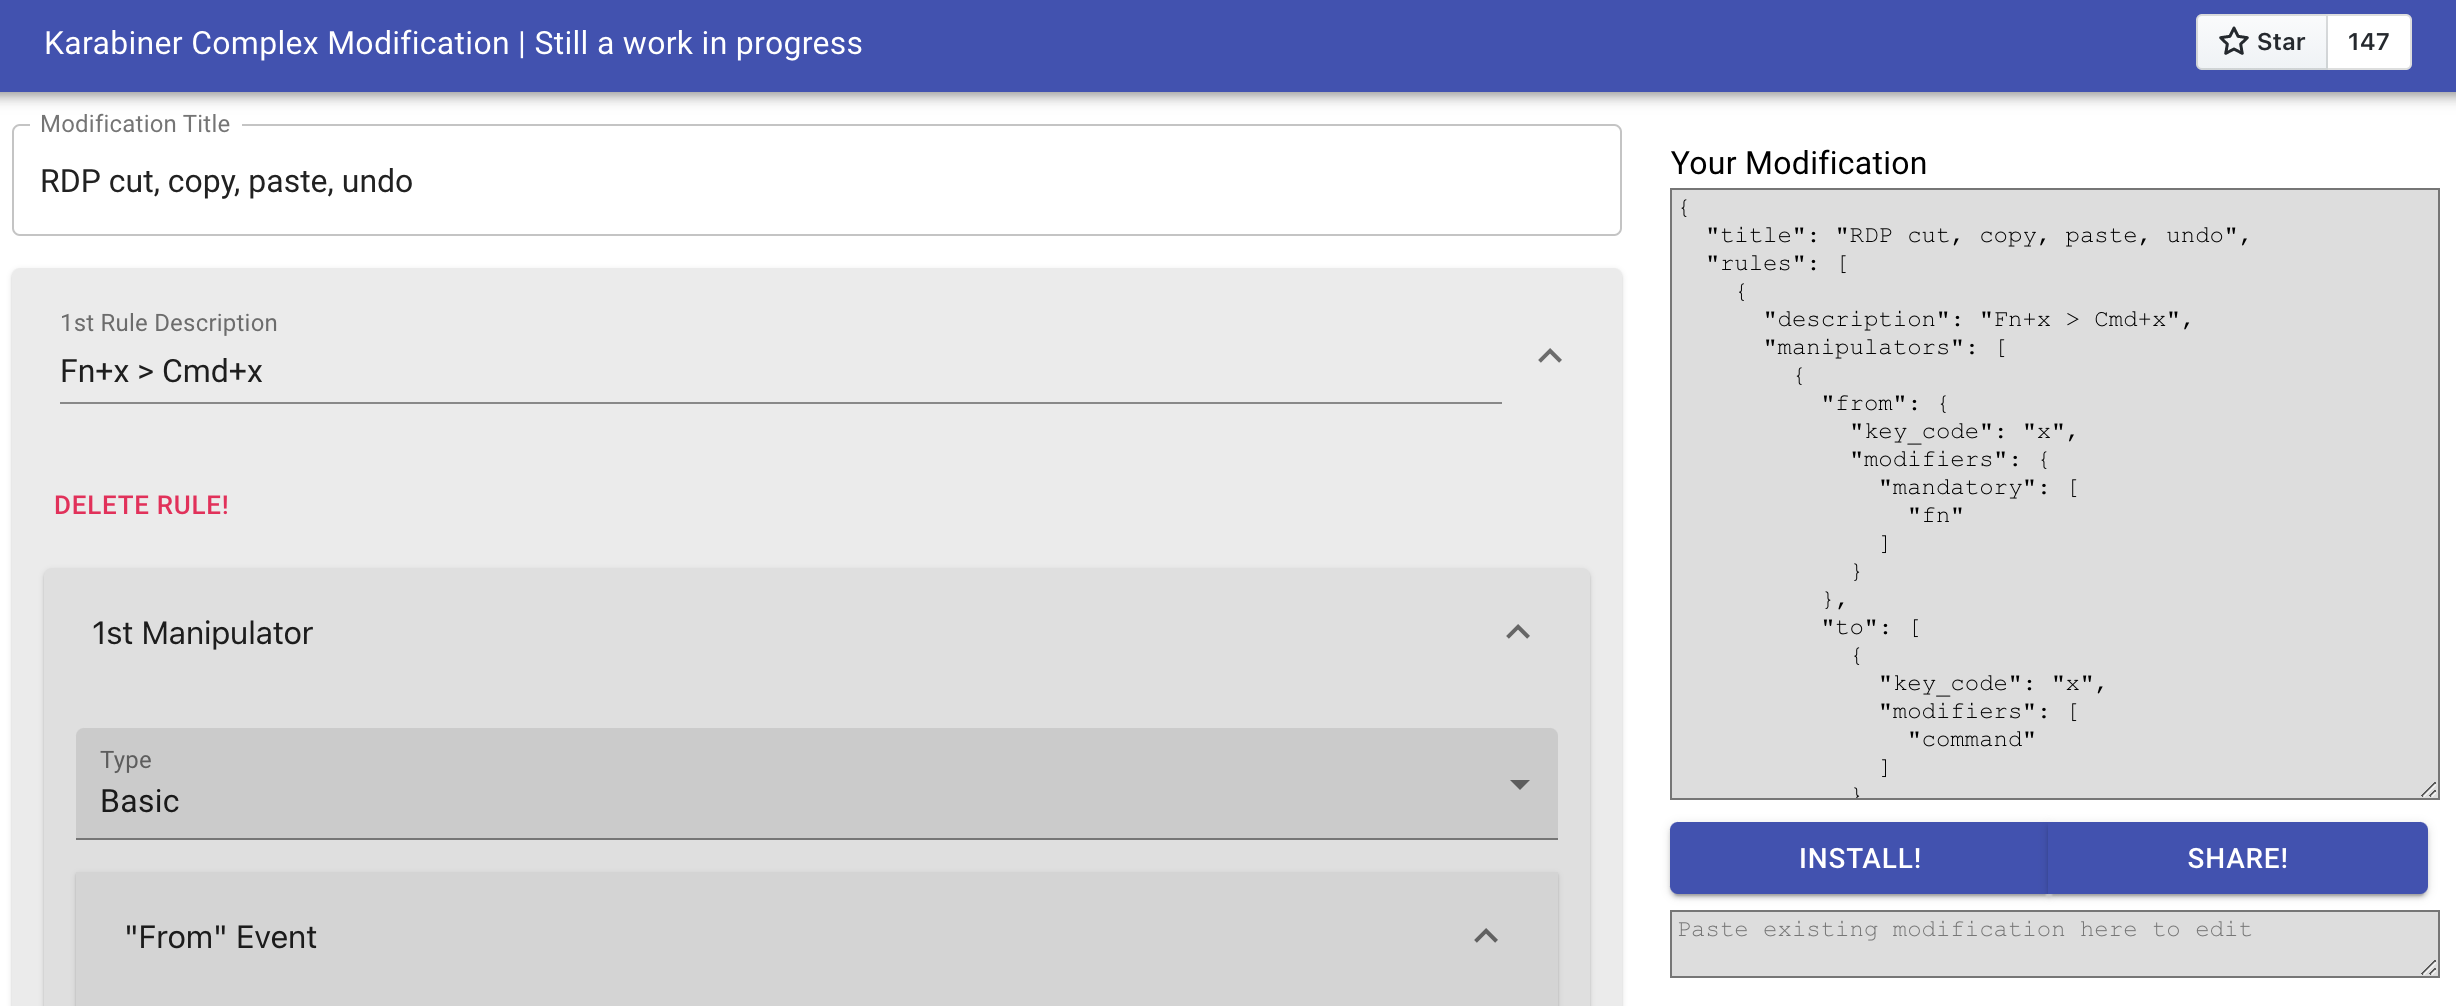 Karabiner Complex Modification | Still a work in progress
Star 147
Modification Title
RDP cut, copy, paste, undo
1st Rule Description
Fn+x > Cmd+x
DELETE RULE!
1st Manipulator
Type
Basic
"From" Event
Your Modification
{
  "title": "RDP cut, copy, paste, undo",
  "rules": [
    {
      "description": "Fn+x > Cmd+x",
      "manipulators": [
        {
          "from": {
            "key_code": "x",
            "modifiers": {
              "mandatory": [
                "fn"
              ]
            }
          },
          "to": [
            {
              "key_code": "x",
              "modifiers": [
                "command"
              ]
            }
INSTALL!
SHARE!
Paste existing modification here to edit